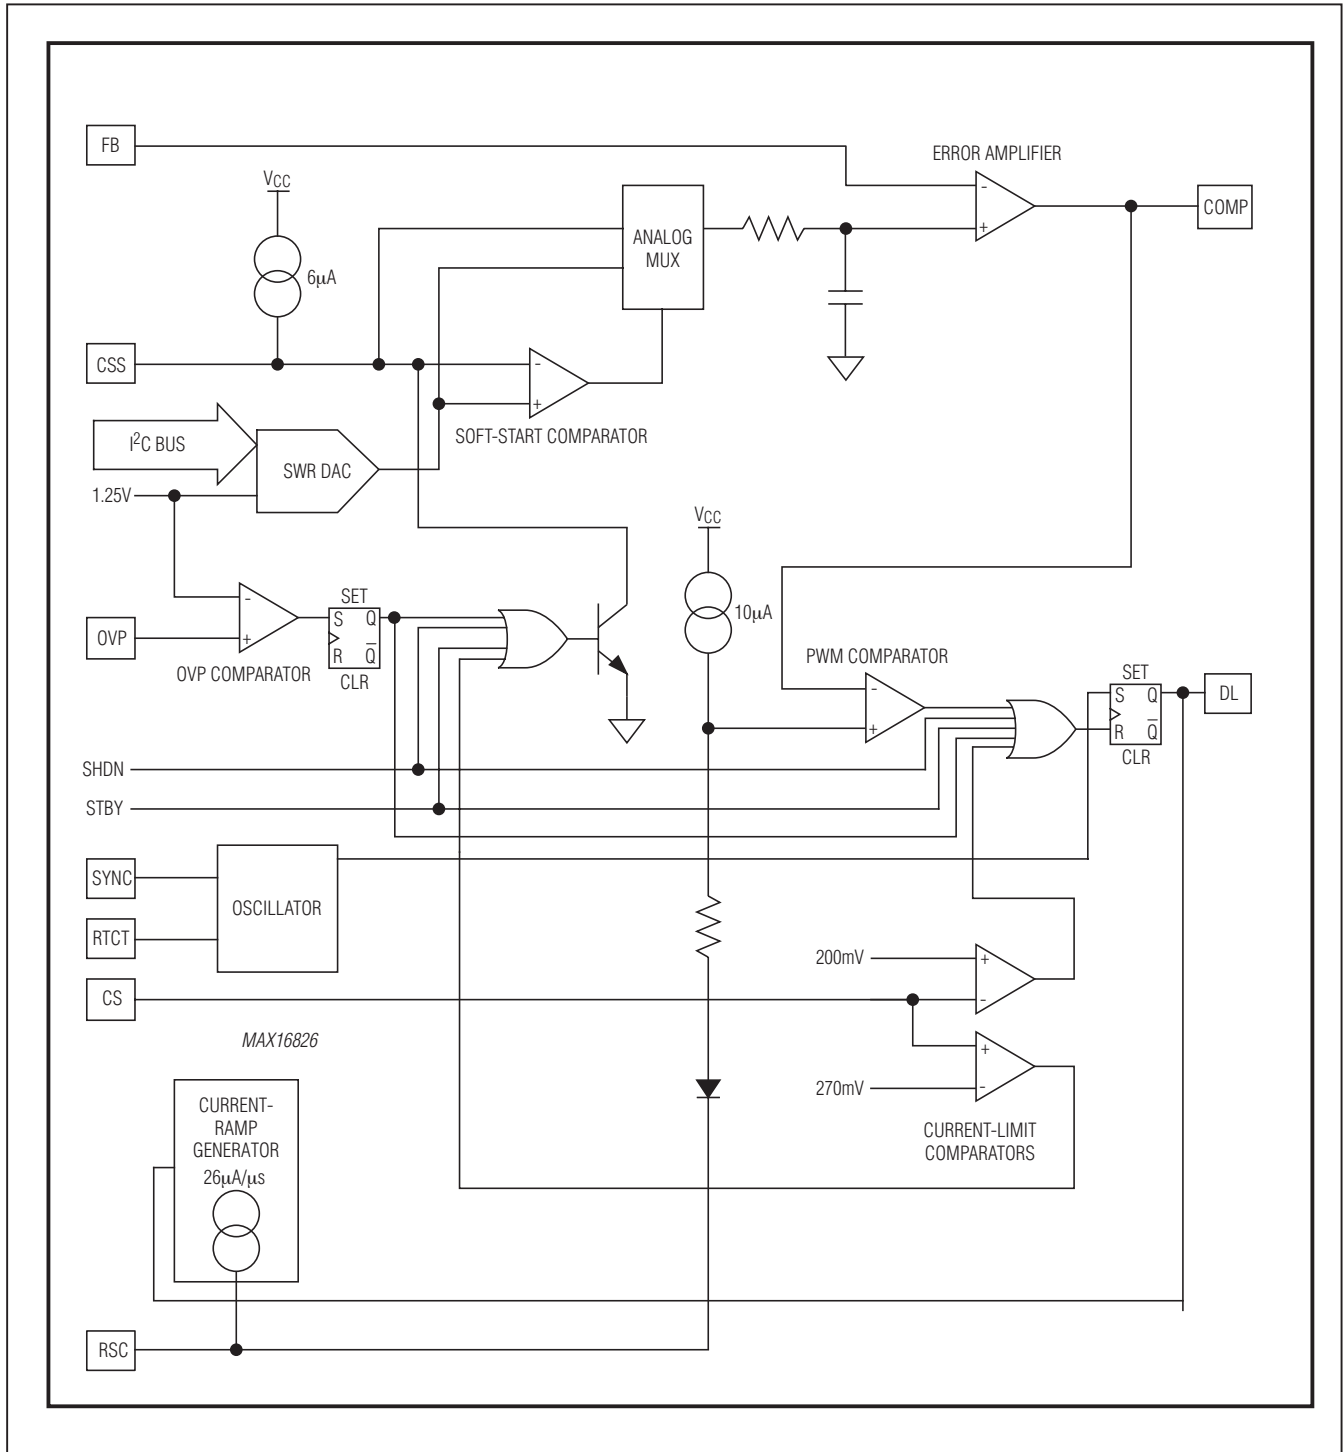 FB
ERROR AMPLIFIER
VCC
-
+
COMP
ANALOG
MUX
6µA
CSS
-
+
SOFT-START COMPARATOR
I²C BUS
SWR DAC
1.25V
VCC
10µA
SET
S Q
R Q̅
CLR
-
+
OVP
OVP COMPARATOR
PWM COMPARATOR
-
+
SET
S Q
R Q̅
CLR
DL
SHDN
STBY
SYNC
OSCILLATOR
RTCT
200mV
+
-
CS
MAX16826
+
-
270mV
CURRENT-LIMIT
COMPARATORS
CURRENT-
RAMP
GENERATOR
26µA/µs
RSC